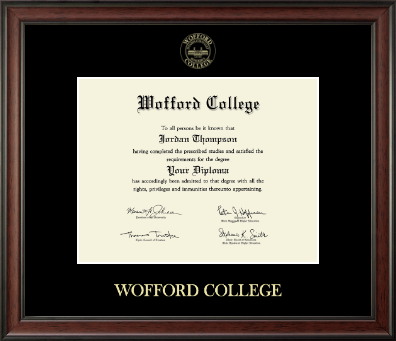 WOFFORD
COLLEGE
Wofford College
To all persons be it known that
Jordan Thompson
having completed the prescribed studies and satisfied the
requirements for the degree
Your Diploma
has accordingly been admitted to that degree with all the
rights, privileges and immunities thereunto appertaining.
WOFFORD COLLEGE